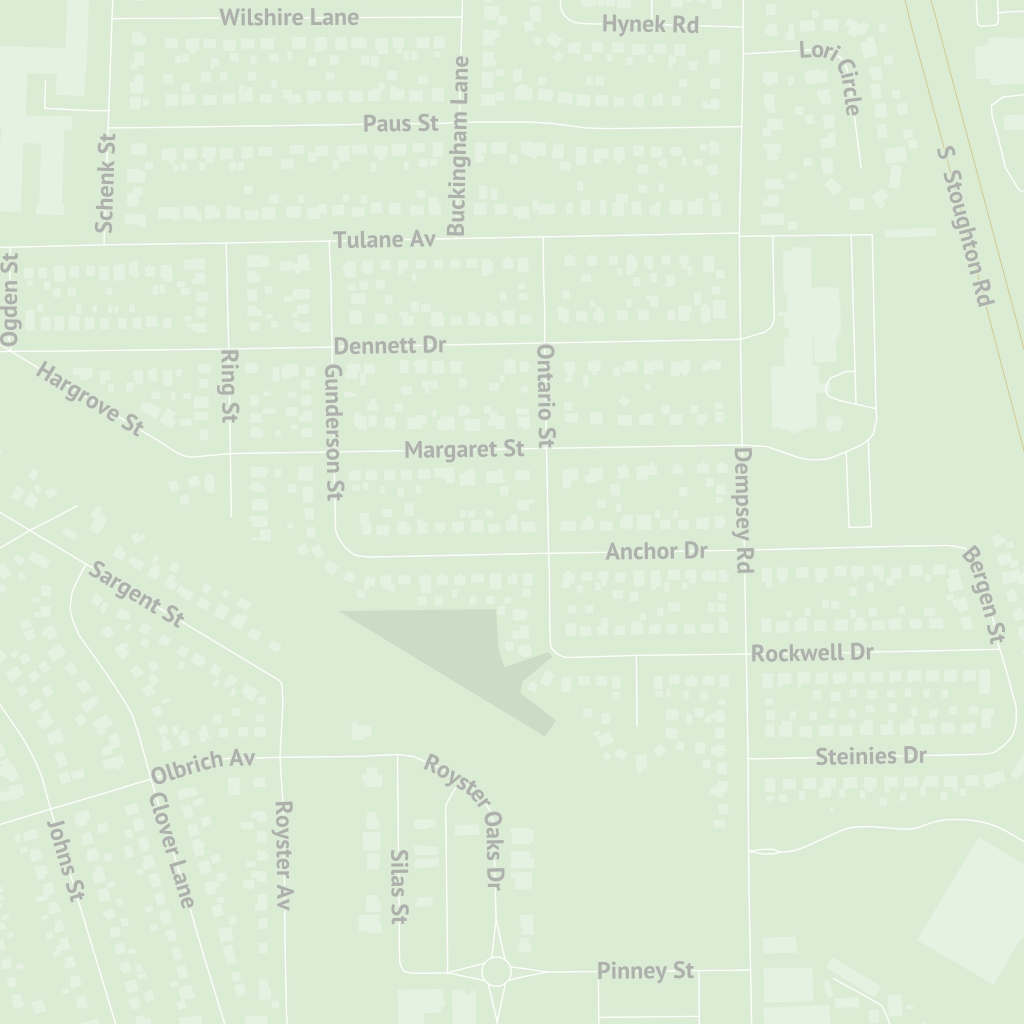 Wilshire Lane
Hynek Rd
Lori Circle
Paus St
Buckingham Lane
Schenk St
S Stoughton Rd
Tulane Av
Ogden St
Dennett Dr
Hargrove St
Ring St
Gunderson St
Ontario St
Margaret St
Dempsey Rd
Anchor Dr
Bergen St
Sargent St
Rockwell Dr
Steinies Dr
Olbrich Av
Royster Oaks Dr
Johns St
Clover Lane
Royster Av
Silas St
Pinney St